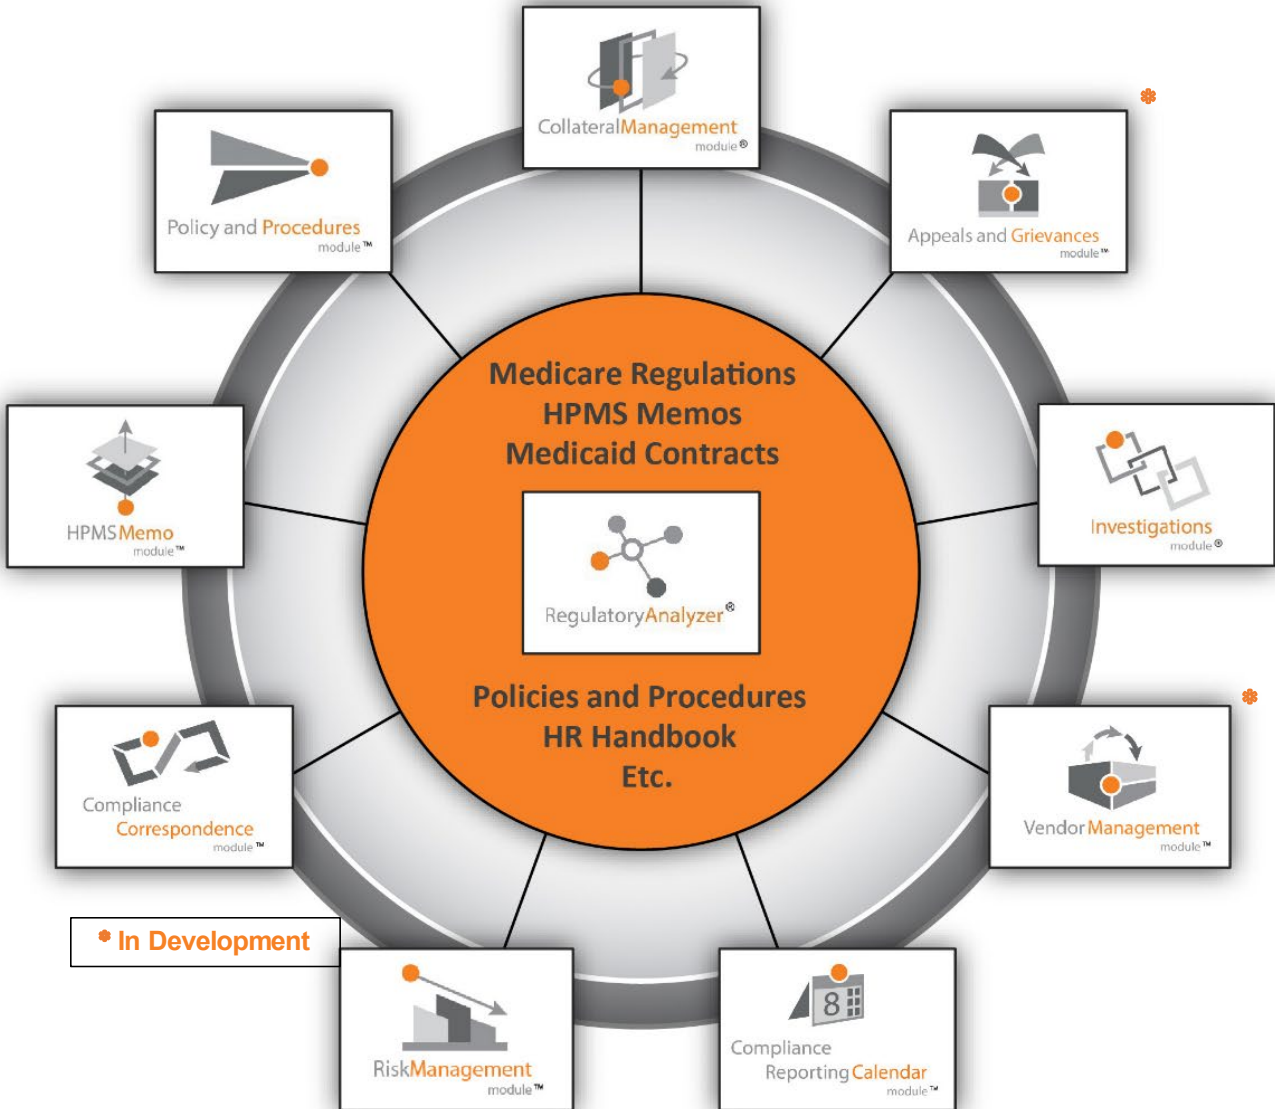 CollateralManagement
module®
*
Policy and Procedures
module™
Appeals and Grievances
module™
Medicare Regulations
HPMS Memos
Medicaid Contracts
HPMSMemo
module™
Investigations
module®
RegulatoryAnalyzer®
Policies and Procedures
HR Handbook
Etc.
*
Compliance
Correspondence
module™
VendorManagement
module™
* In Development
RiskManagement
module™
8
Compliance
Reporting Calendar
module™